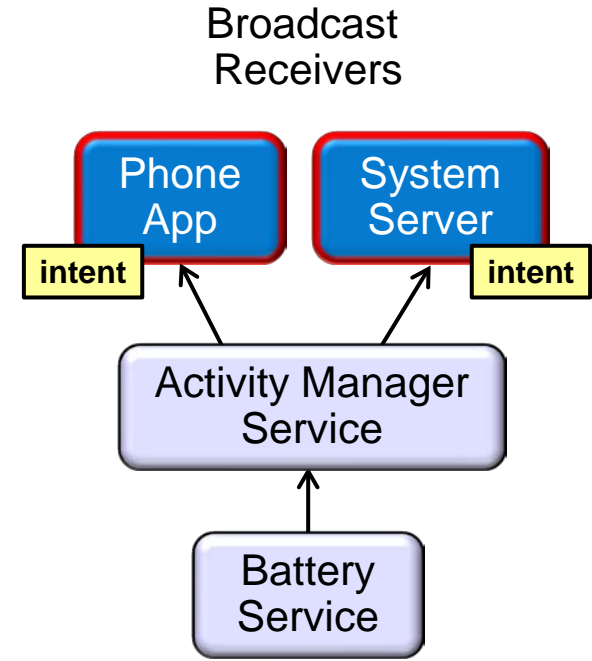 Broadcast
Receivers
Phone
App
System
Server
intent
intent
Activity Manager
Service
Battery
Service